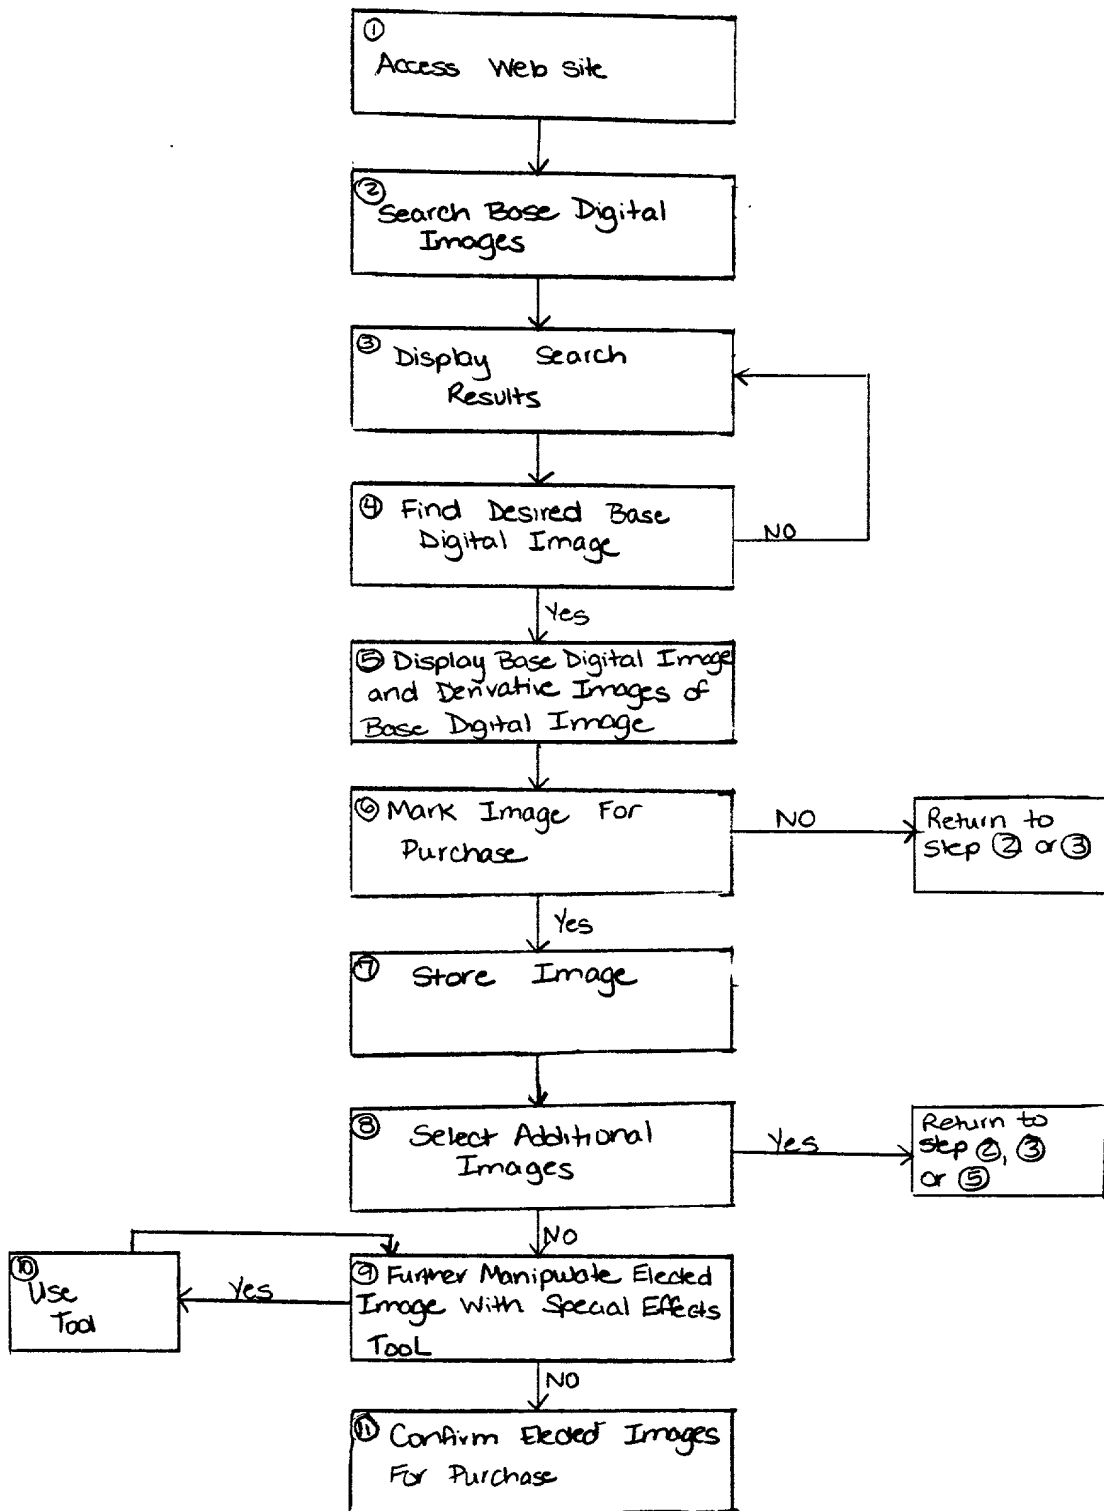 ①
Access Web site
②
Search Base Digital
Images
③ Display Search
Results
④ Find Desired Base
Digital Image
NO
Yes
⑤ Display Base Digital Image
and Derivative Images of
Base Digital Image
⑥ Mark Image For
Purchase
NO
Return to
step ② or ③
Yes
⑦ Store Image
⑧ Select Additional
Images
Yes
Return to
step ②, ③
or ⑤
NO
⑨ Further Manipulate Elected
Image With Special Effects
TooL
Yes
⑩
Use
Tool
NO
⑪ Confirm Elected Images
For Purchase